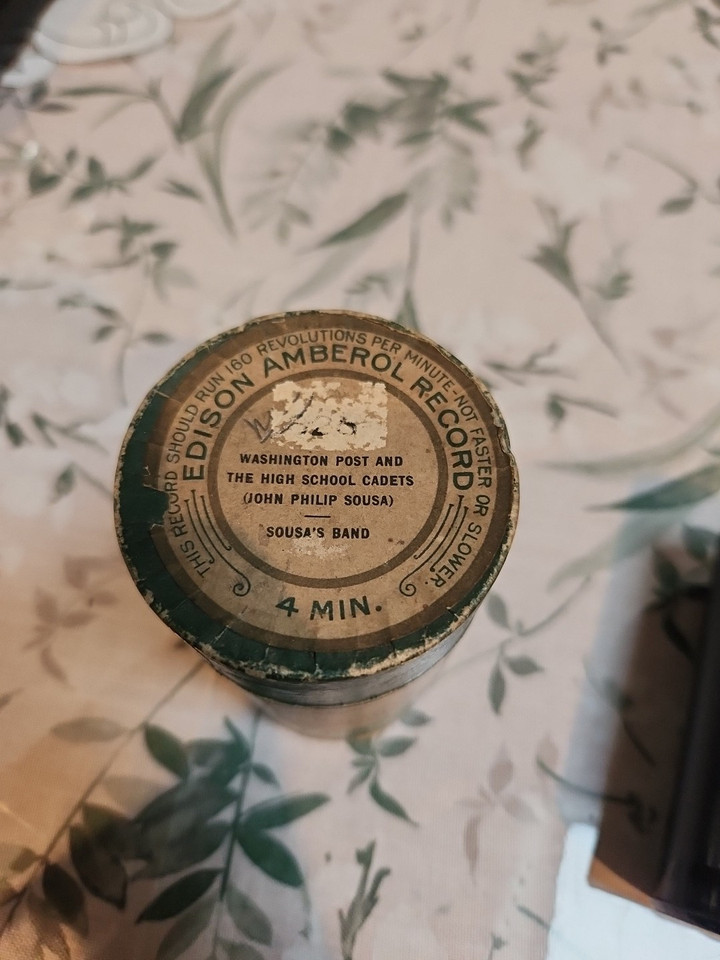 THIS RECORD SHOULD RUN 160 REVOLUTIONS PER MINUTE-NOT FASTER OR SLOWER.
EDISON AMBEROL RECORD
WASHINGTON POST AND
THE HIGH SCHOOL CADETS
(JOHN PHILIP SOUSA)
SOUSA'S BAND
4 MIN.